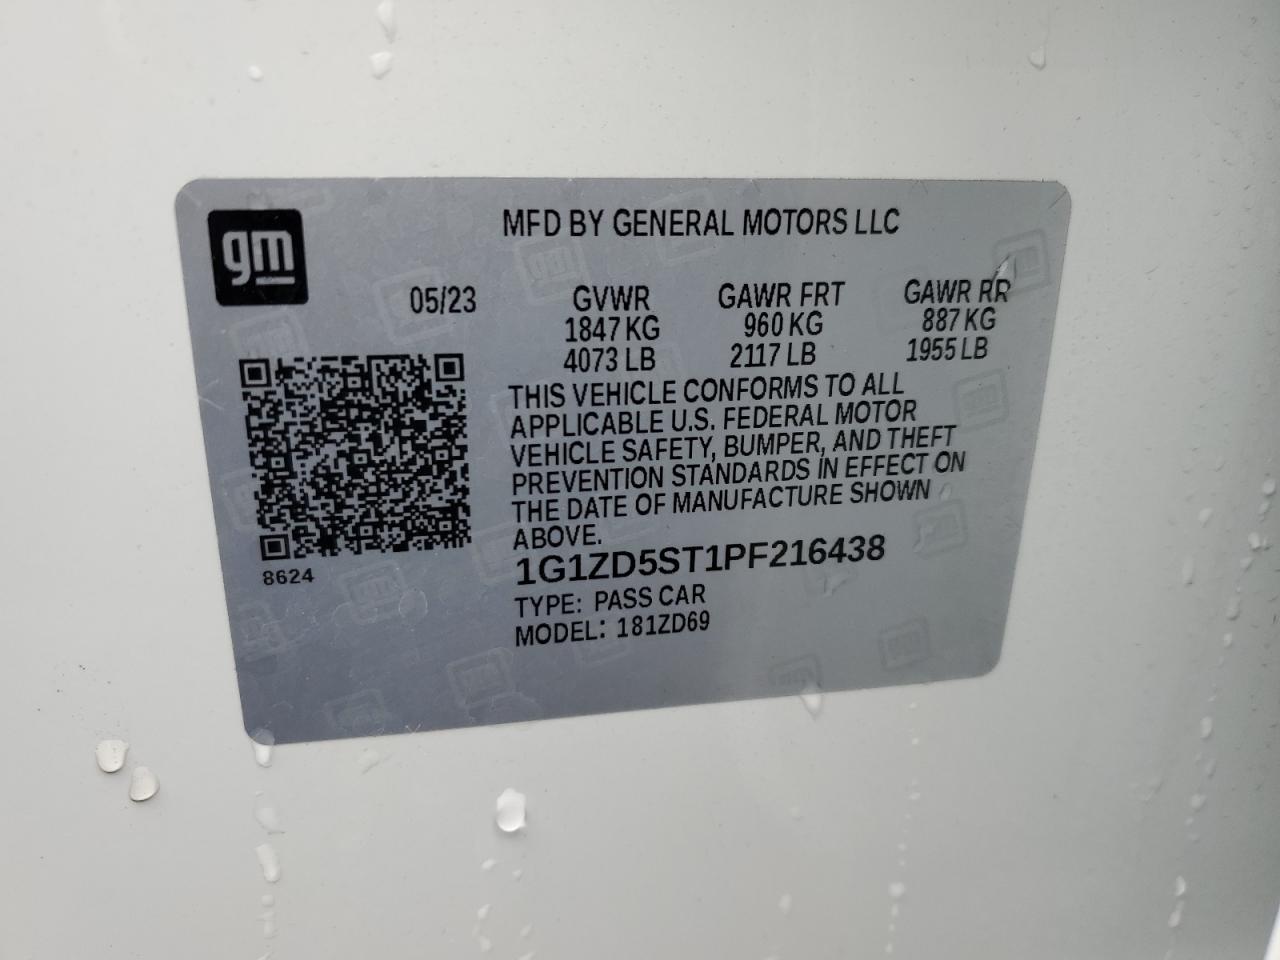 gm
MFD BY GENERAL MOTORS LLC
05/23 GVWR GAWR FRT GAWR RR
1847 KG 960 KG 887 KG
4073 LB 2117 LB 1955 LB
THIS VEHICLE CONFORMS TO ALL
APPLICABLE U.S. FEDERAL MOTOR
VEHICLE SAFETY, BUMPER, AND THEFT
PREVENTION STANDARDS IN EFFECT ON
THE DATE OF MANUFACTURE SHOWN
ABOVE.
1G1ZD5ST1PF216438
TYPE: PASS CAR
MODEL: 181ZD69
8624